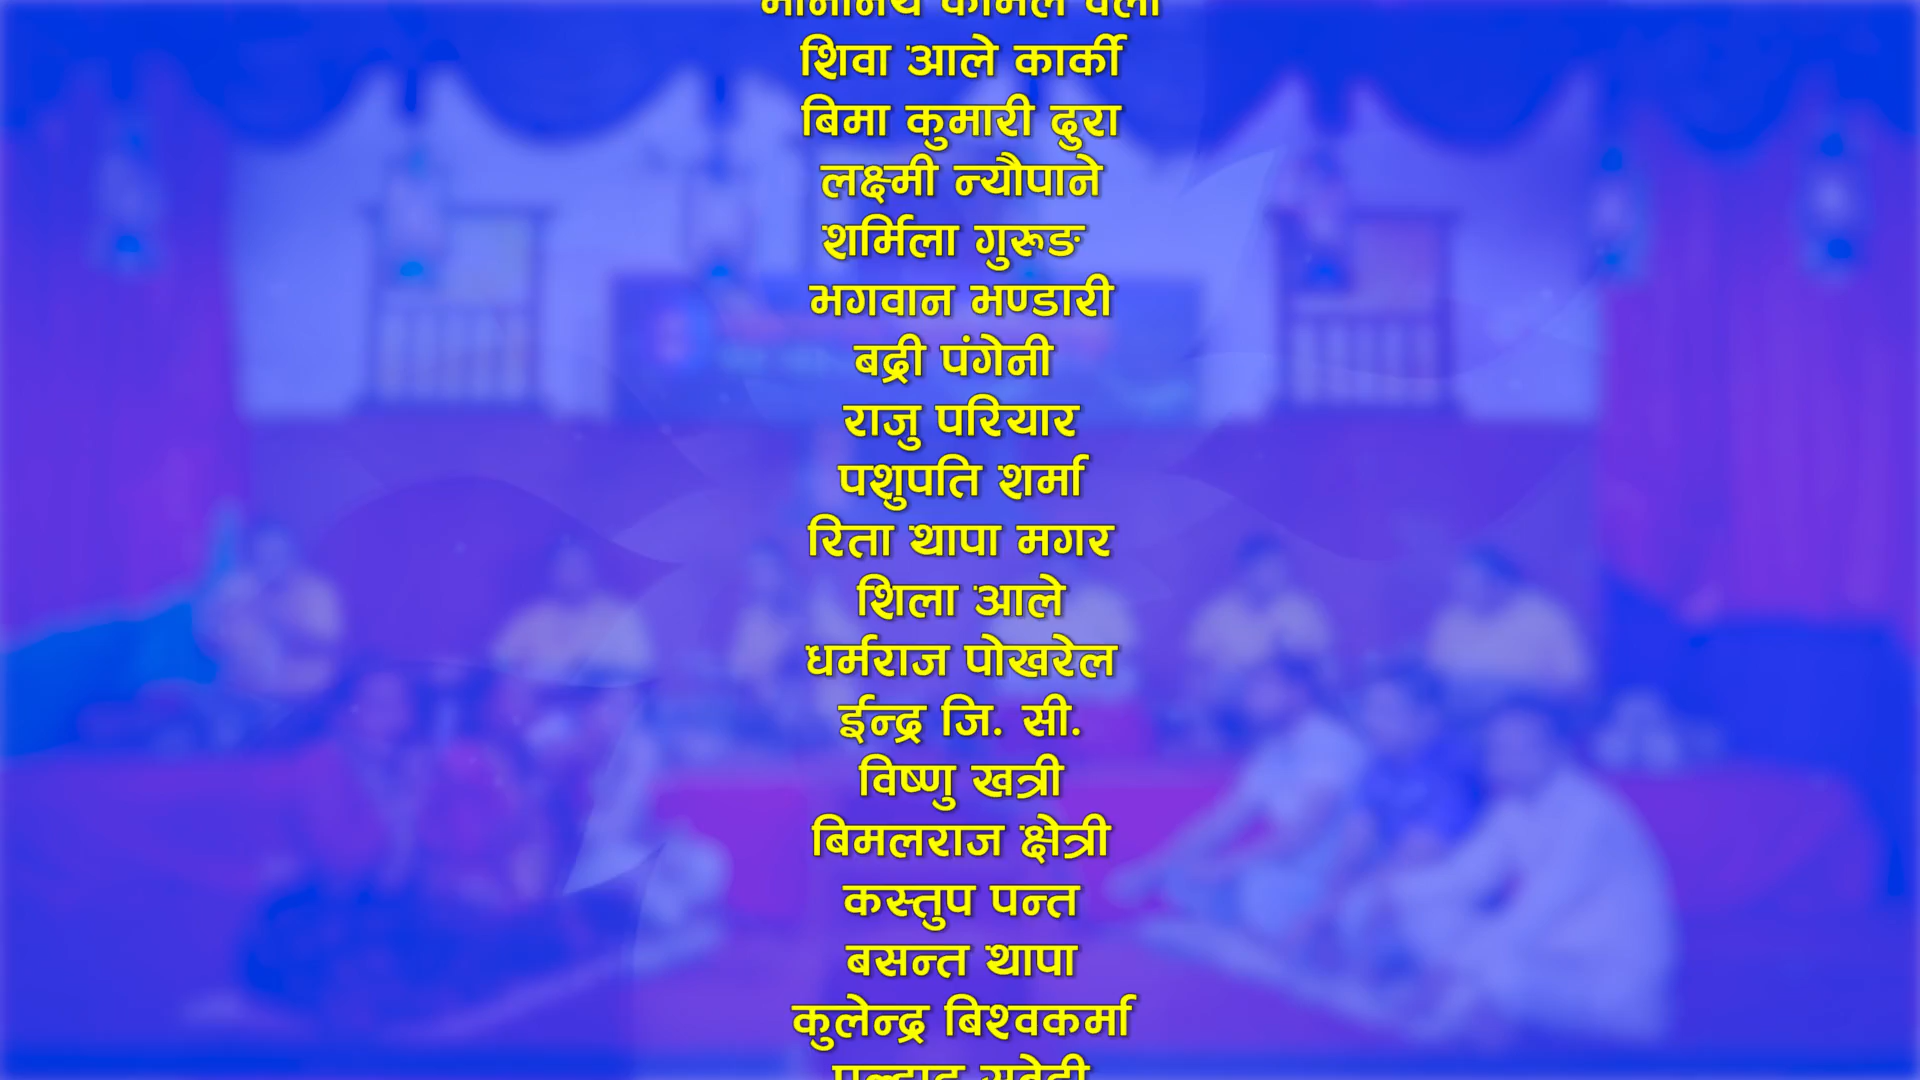 शिवा आले कार्की
बिमा कुमारी ढुरा
लक्ष्मी न्यौपाने
शर्मिला गुरूङ
भगवान भण्डारी
बद्री पंगेनी
राजु परियार
पशुपति शर्मा
रिता थापा मगर
शिला आले
धर्मराज पोखरेल
ईन्द्र जि. सी.
विष्णु खत्री
बिमलराज क्षेत्री
कस्तुप पन्त
बसन्त थापा
कुलेन्द्र बिश्वकर्मा